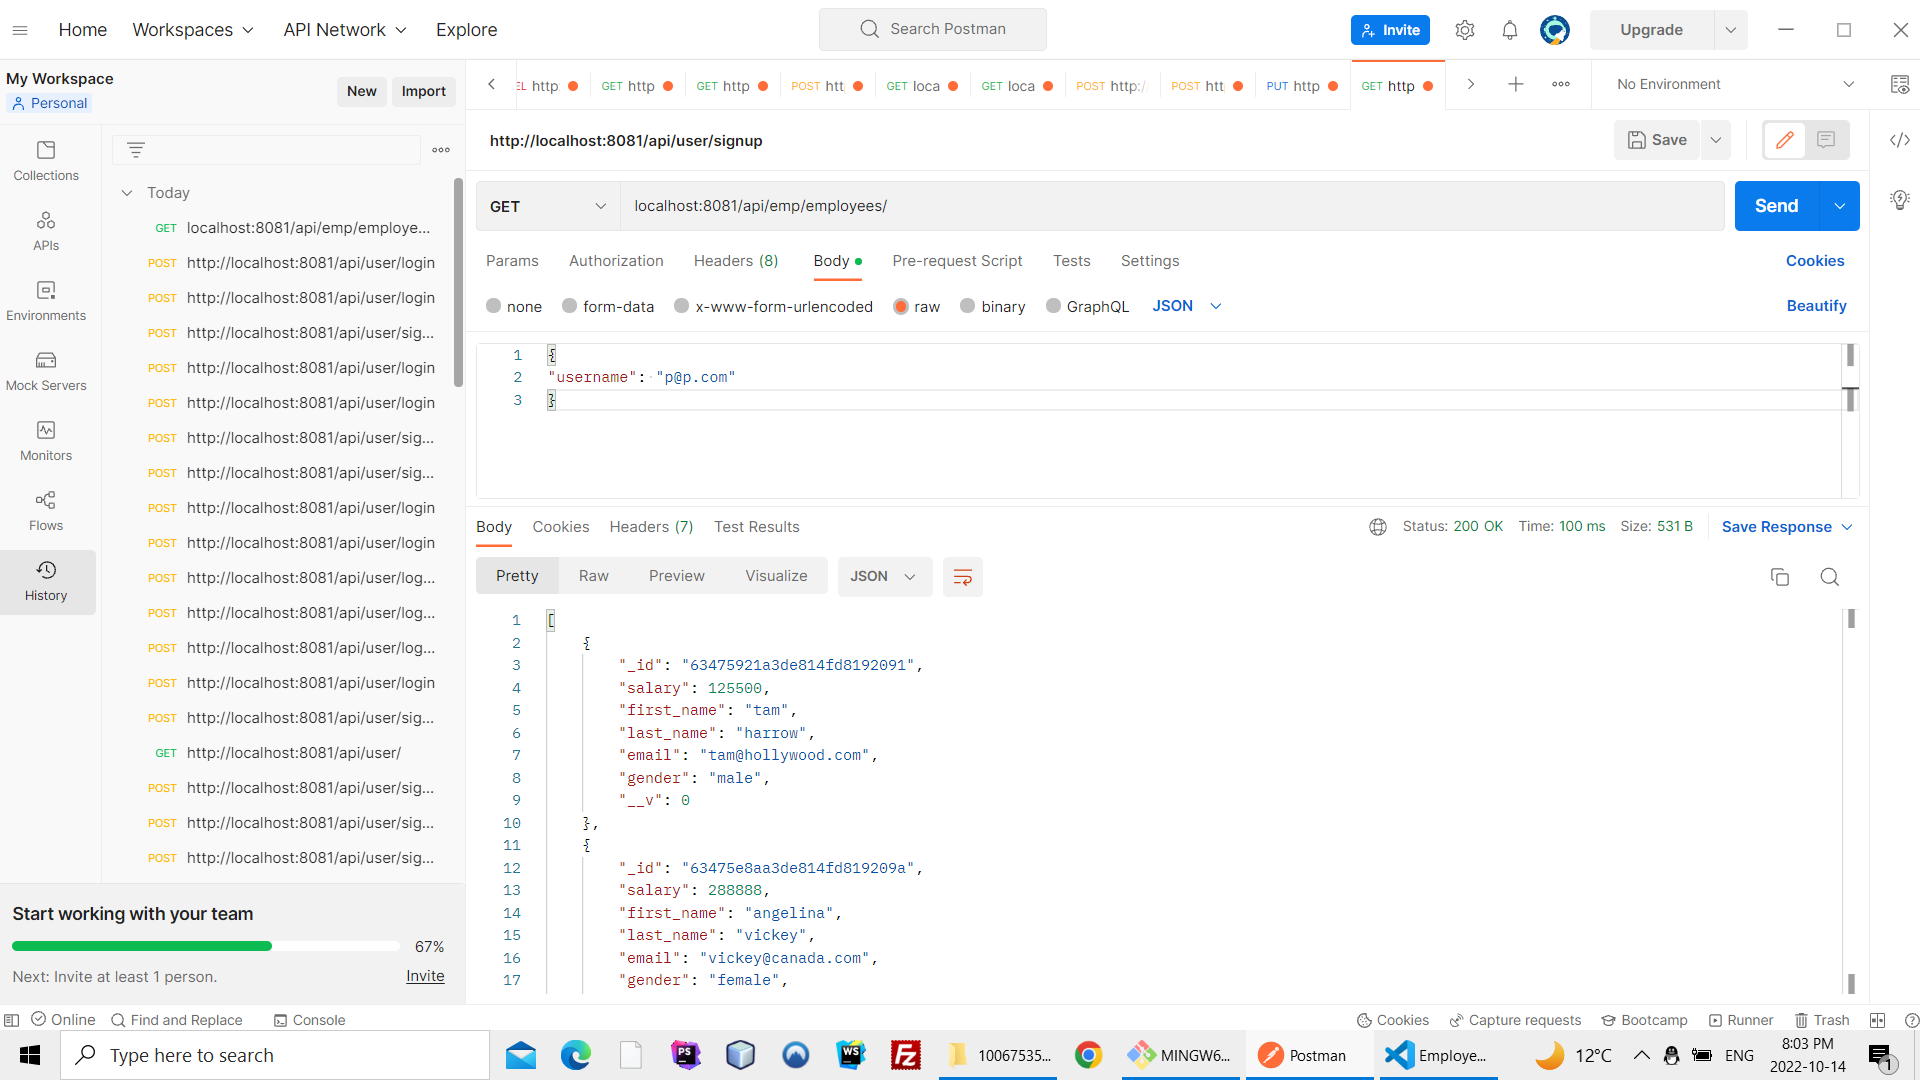 Home
Workspaces
API Network
Explore
Search Postman
Invite
Upgrade
My Workspace
Personal
New
Import
EL http
GET http
GET http
POST htt
GET loca
GET loca
POST http:/
POST htt
PUT http
GET http
No Environment
Collections
APIs
Environments
Mock Servers
Monitors
Flows
History
Today
GET localhost:8081/api/emp/employe...
POST http://localhost:8081/api/user/login
POST http://localhost:8081/api/user/login
POST http://localhost:8081/api/user/sig...
POST http://localhost:8081/api/user/login
POST http://localhost:8081/api/user/login
POST http://localhost:8081/api/user/sig...
POST http://localhost:8081/api/user/sig...
POST http://localhost:8081/api/user/login
POST http://localhost:8081/api/user/login
POST http://localhost:8081/api/user/log...
POST http://localhost:8081/api/user/log...
POST http://localhost:8081/api/user/log...
POST http://localhost:8081/api/user/login
POST http://localhost:8081/api/user/sig...
GET http://localhost:8081/api/user/
POST http://localhost:8081/api/user/sig...
POST http://localhost:8081/api/user/sig...
POST http://localhost:8081/api/user/sig...
Start working with your team
67%
Next: Invite at least 1 person.
Invite
http://localhost:8081/api/user/signup
Save
GET
localhost:8081/api/emp/employees/
Send
Params
Authorization
Headers (8)
Body
Pre-request Script
Tests
Settings
Cookies
none
form-data
x-www-form-urlencoded
raw
binary
GraphQL
JSON
Beautify
1 {
2 "username": "p@p.com"
3 }
Body
Cookies
Headers (7)
Test Results
Status: 200 OK
Time: 100 ms
Size: 531 B
Save Response
Pretty
Raw
Preview
Visualize
JSON
1 [
2 {
3 "_id": "63475921a3de814fd8192091",
4 "salary": 125500,
5 "first_name": "tam",
6 "last_name": "harrow",
7 "email": "tam@hollywood.com",
8 "gender": "male",
9 "__v": 0
10 },
11 {
12 "_id": "63475e8aa3de814fd819209a",
13 "salary": 288888,
14 "first_name": "angelina",
15 "last_name": "vickey",
16 "email": "vickey@canada.com",
17 "gender": "female",
Online
Find and Replace
Console
Cookies
Capture requests
Bootcamp
Runner
Trash
Type here to search
PS
WS
FZ
10067535...
MINGW6...
Postman
Employe...
12°C
ENG
8:03 PM
2022-10-14
1